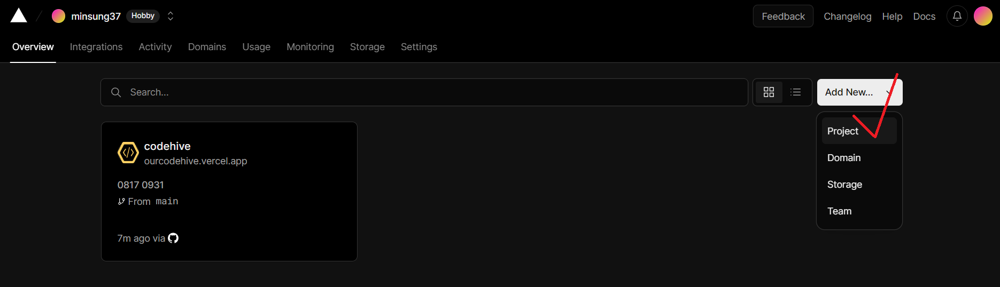 minsung37 Hobby Feedback Changelog Help Docs
Overview Integrations Activity Domains Usage Monitoring Storage Settings
Search... Add New...
Project
Domain
Storage
Team
codehive
ourcodehive.vercel.app
0817 0931
From main
7m ago via